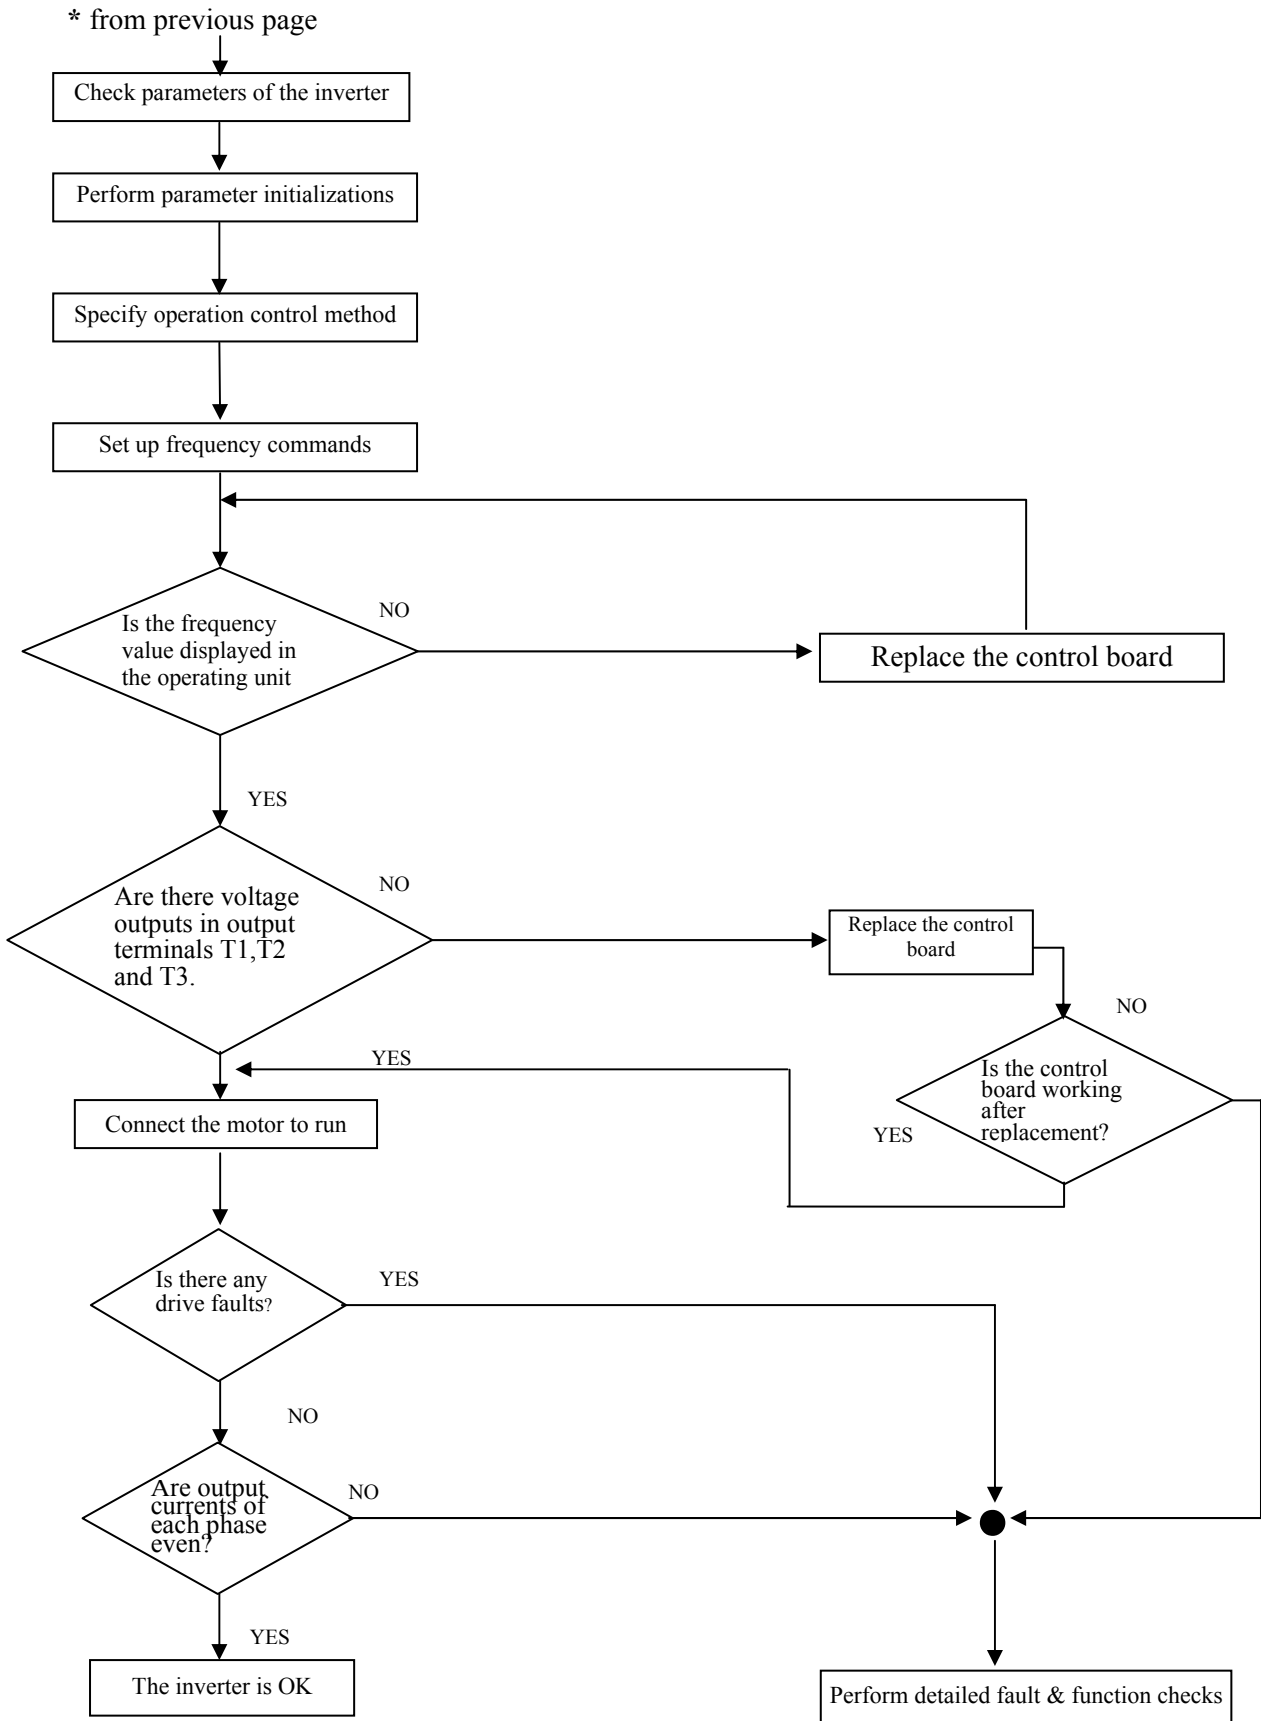 * from previous page
Check parameters of the inverter
Perform parameter initializations
Specify operation control method
Set up frequency commands
Is the frequency
value displayed in
the operating unit
NO
Replace the control board
YES
Are there voltage
outputs in output
terminals T1,T2
and T3.
NO
Replace the control
board
NO
Is the control
board working
after
replacement?
YES
YES
Connect the motor to run
Is there any
drive faults?
YES
NO
Are output
currents of
each phase
even?
NO
YES
The inverter is OK
Perform detailed fault & function checks